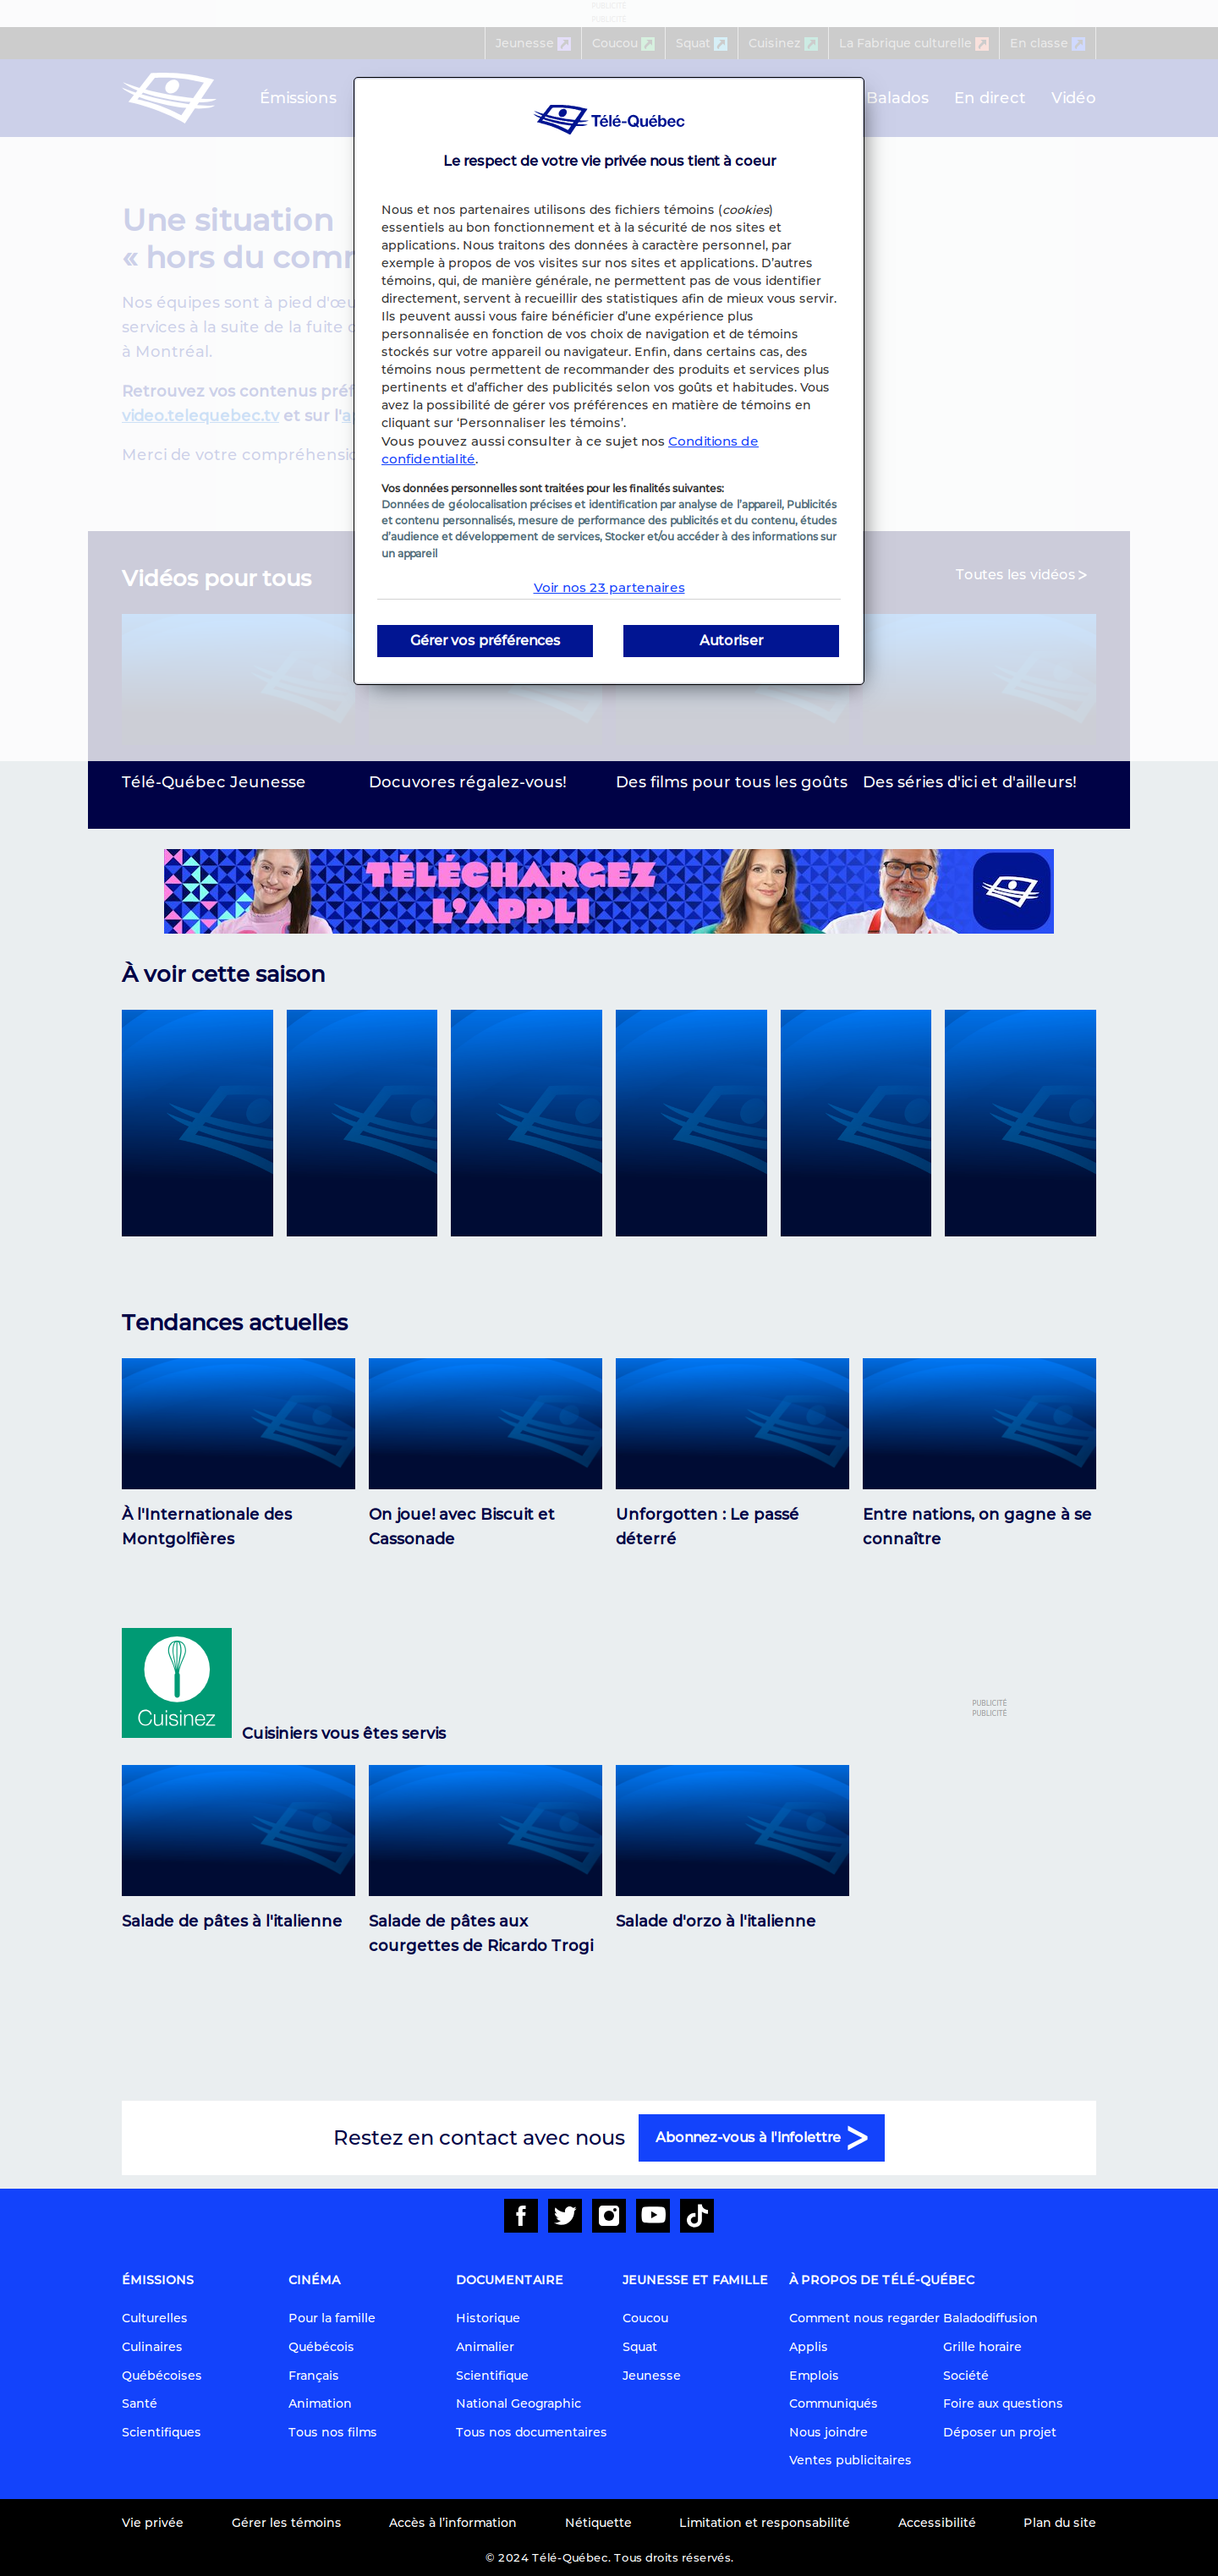 PUBLICITÉ
PUBLICITÉ
Jeunesse
Coucou
Squat
Cuisinez
La Fabrique culturelle
En classe
Émissions
Balados
En direct
Vidéo
Télé-Québec
Le respect de votre vie privée nous tient à coeur
Nous et nos partenaires utilisons des fichiers témoins (cookies)
essentiels au bon fonctionnement et à la sécurité de nos sites et
applications. Nous traitons des données à caractère personnel, par
exemple à propos de vos visites sur nos sites et applications. D’autres
témoins, qui, de manière générale, ne permettent pas de vous identifier
directement, servent à recueillir des statistiques afin de mieux vous servir.
Ils peuvent aussi vous faire bénéficier d’une expérience plus
personnalisée en fonction de vos choix de navigation et de témoins
stockés sur votre appareil ou navigateur. Enfin, dans certains cas, des
témoins nous permettent de recommander des produits et services plus
pertinents et d’afficher des publicités selon vos goûts et habitudes. Vous
avez la possibilité de gérer vos préférences en matière de témoins en
cliquant sur ‘Personnaliser les témoins’.
Vous pouvez aussi consulter à ce sujet nos Conditions de
confidentialité.
Vos données personnelles sont traitées pour les finalités suivantes:
Données de géolocalisation précises et identification par analyse de l’appareil, Publicités
et contenu personnalisés, mesure de performance des publicités et du contenu, études
d’audience et développement de services, Stocker et/ou accéder à des informations sur
un appareil
Voir nos 23 partenaires
Gérer vos préférences
Autoriser
Une situation
« hors du
Nos équipes sont à pied
services à la suite de la fuite
à Montréal.
Retrouvez vos contenus
video.telequebec.tv et sur
Merci de votre
Vidéos pour tous
Toutes les vidéos >
Télé-Québec Jeunesse
Docuvores régalez-vous!
Des films pour tous les goûts
Des séries d'ici et d'ailleurs!
TÉLÉCHARGEZ
L'APPLI
À voir cette saison
Tendances actuelles
À l'Internationale des
Montgolfières
On joue! avec Biscuit et
Cassonade
Unforgotten : Le passé
déterré
Entre nations, on gagne à se
connaître
Cuisinez
Cuisiniers vous êtes servis
PUBLICITÉ
PUBLICITÉ
Salade de pâtes à l'italienne
Salade de pâtes aux
courgettes de Ricardo Trogi
Salade d'orzo à l'italienne
Restez en contact avec nous
Abonnez-vous à l'infolettre >
ÉMISSIONS
Culturelles
Culinaires
Québécoises
Santé
Scientifiques
CINÉMA
Pour la famille
Québécois
Français
Animation
Tous nos films
DOCUMENTAIRE
Historique
Animalier
Scientifique
National Geographic
Tous nos documentaires
JEUNESSE ET FAMILLE
Coucou
Squat
Jeunesse
À PROPOS DE TÉLÉ-QUÉBEC
Comment nous regarder
Applis
Emplois
Communiqués
Nous joindre
Ventes publicitaires
Baladodiffusion
Grille horaire
Société
Foire aux questions
Déposer un projet
Vie privée
Gérer les témoins
Accès à l’information
Nétiquette
Limitation et responsabilité
Accessibilité
Plan du site
© 2024 Télé-Québec. Tous droits réservés.